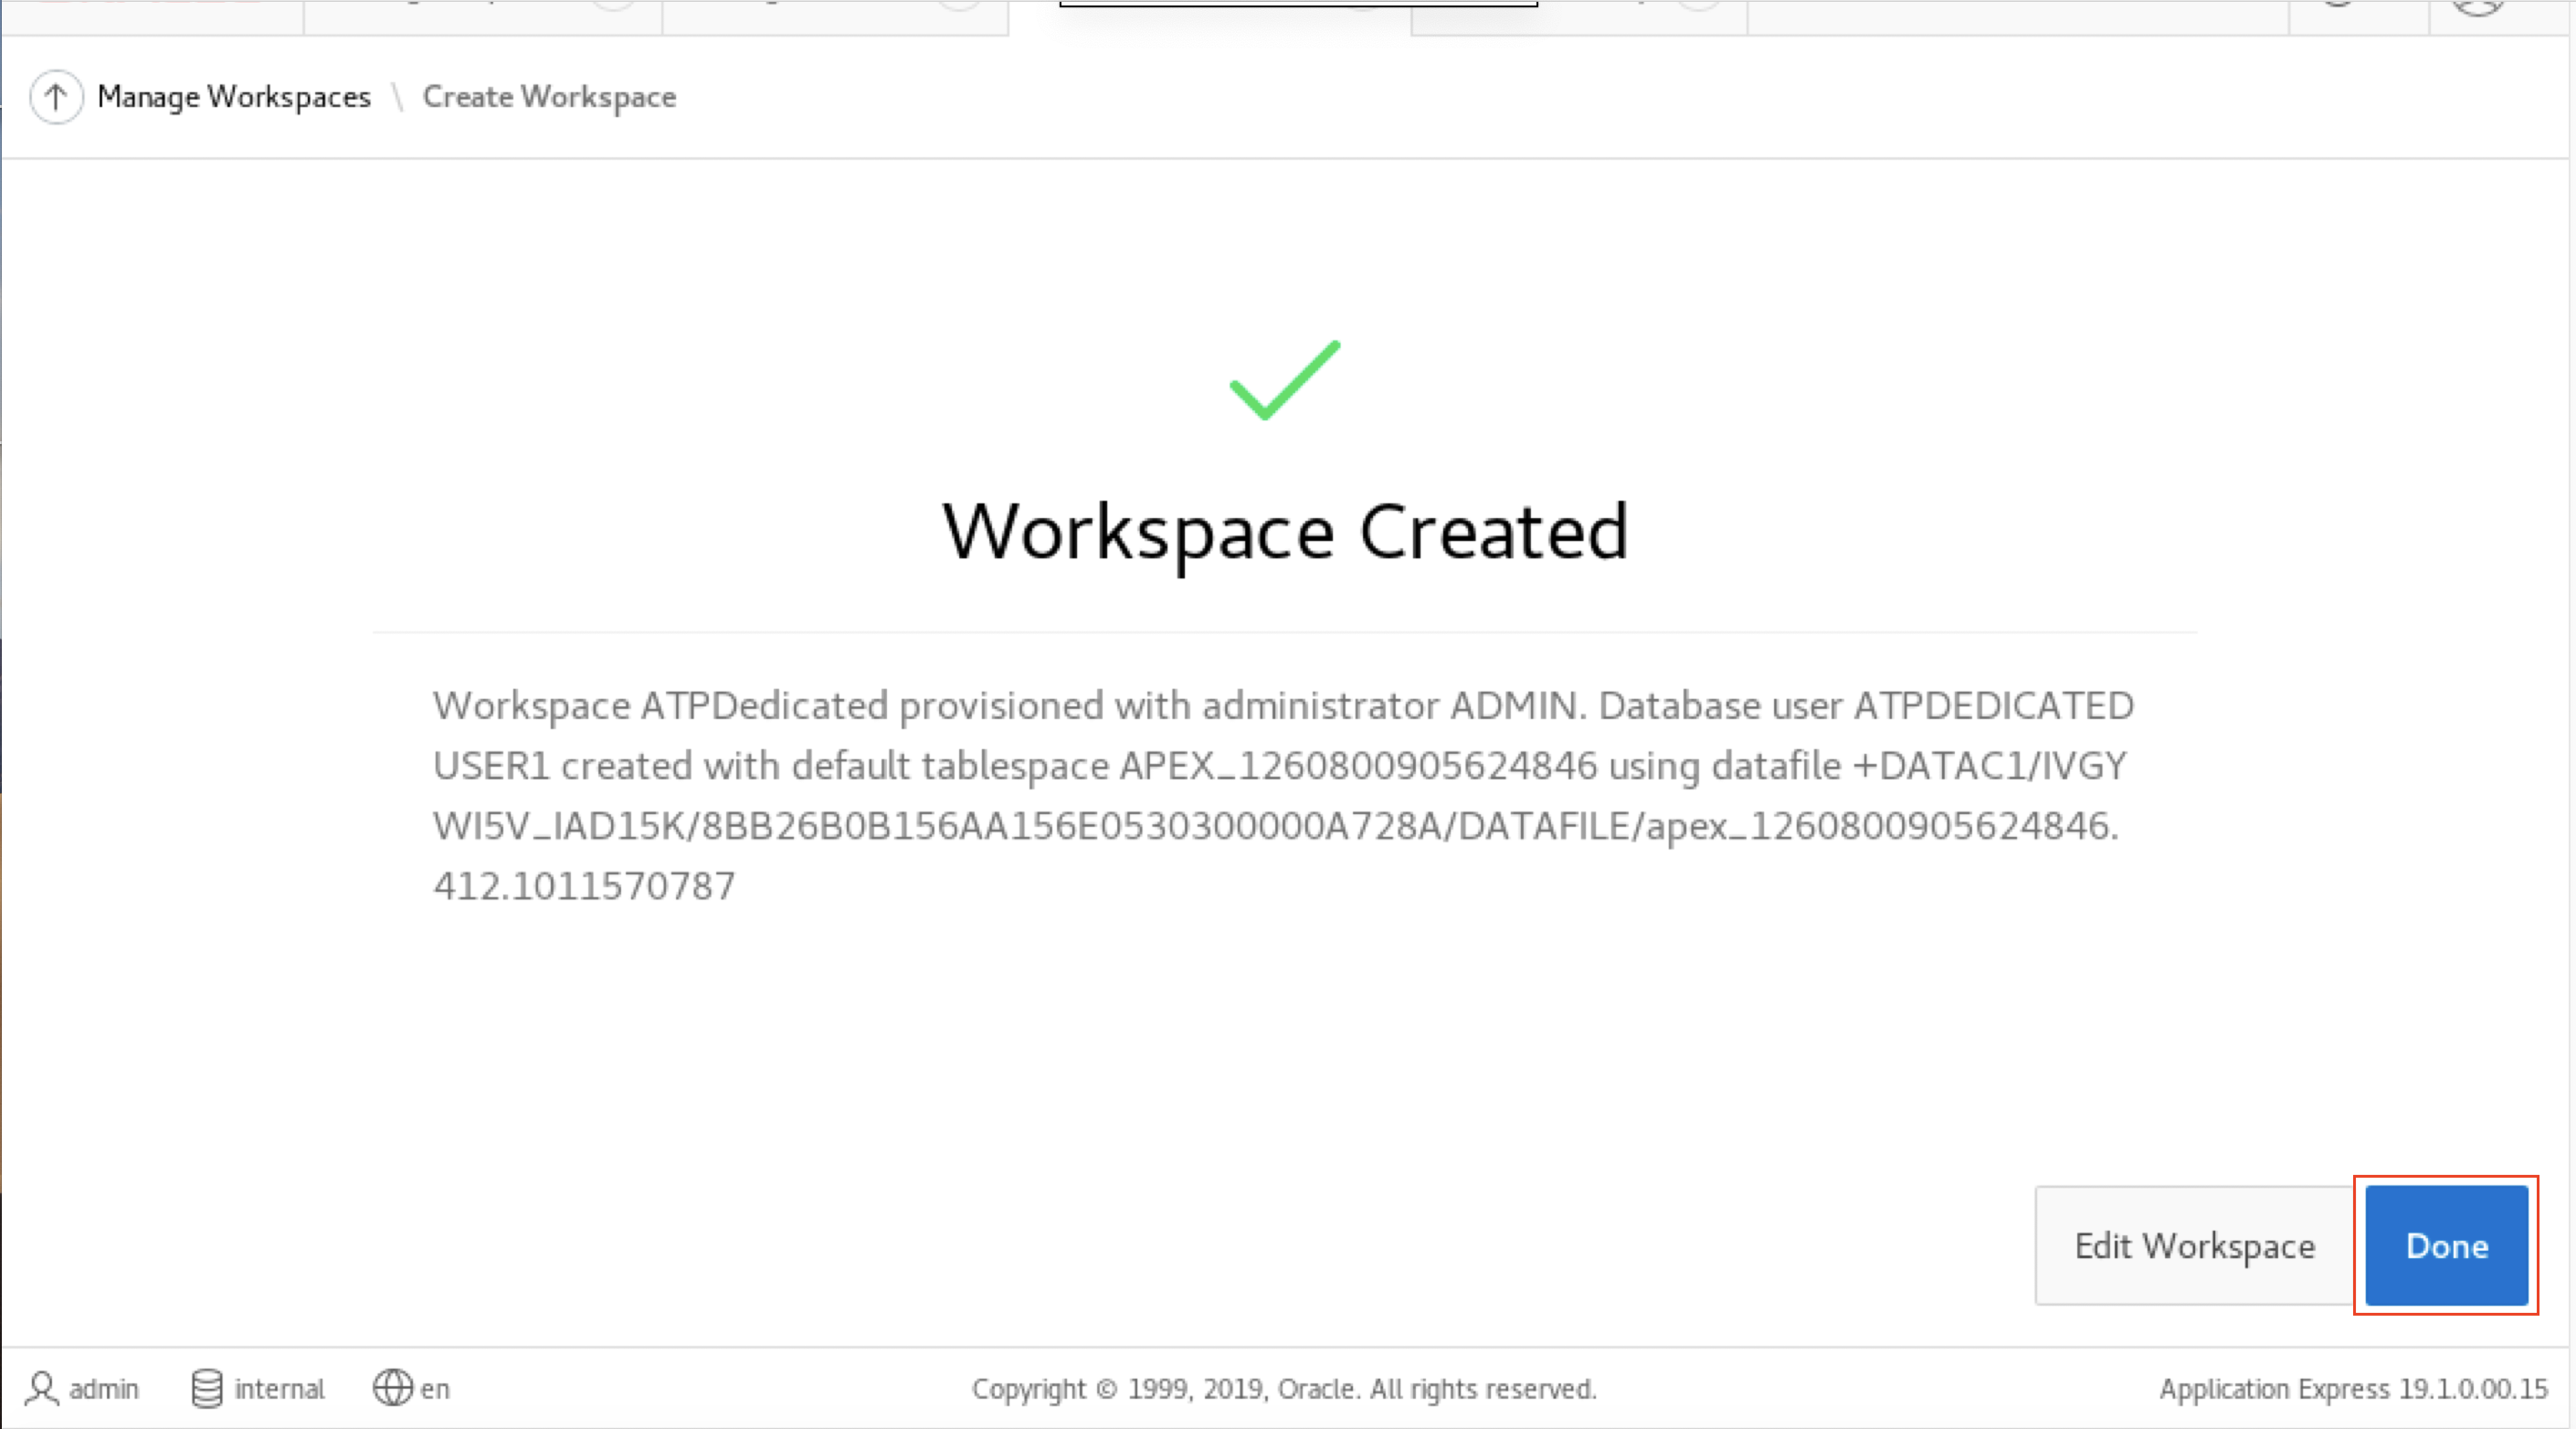 Manage Workspaces \ Create Workspace
Workspace Created
Workspace ATPDedicated provisioned with administrator ADMIN. Database user ATPDEDICATED
USER1 created with default tablespace APEX_1260800905624846 using datafile +DATAC1/IVGY
WI5V_IAD15K/8BB26B0B156AA156E0530300000A728A/DATAFILE/apex_1260800905624846.
412.1011570787
Edit Workspace
Done
admin internal en
Copyright © 1999, 2019, Oracle. All rights reserved.
Application Express 19.1.0.00.15